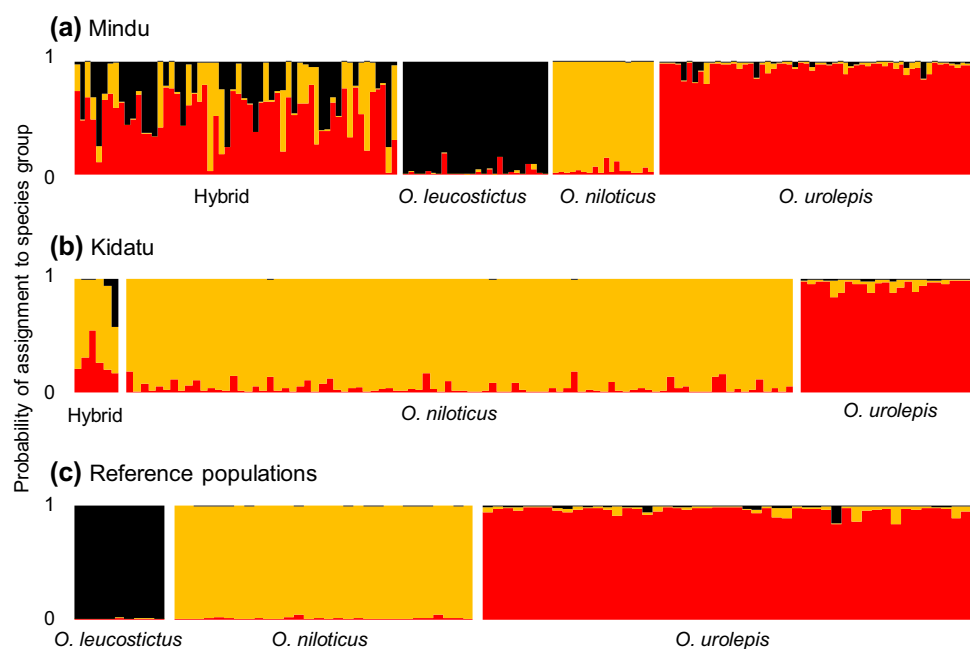 (a) Mindu
Probability of assignment to species group
1
0
Hybrid O. leucostictus O. niloticus O. urolepis
(b) Kidatu
1
0
Hybrid O. niloticus O. urolepis
(c) Reference populations
1
0
O. leucostictus O. niloticus O. urolepis